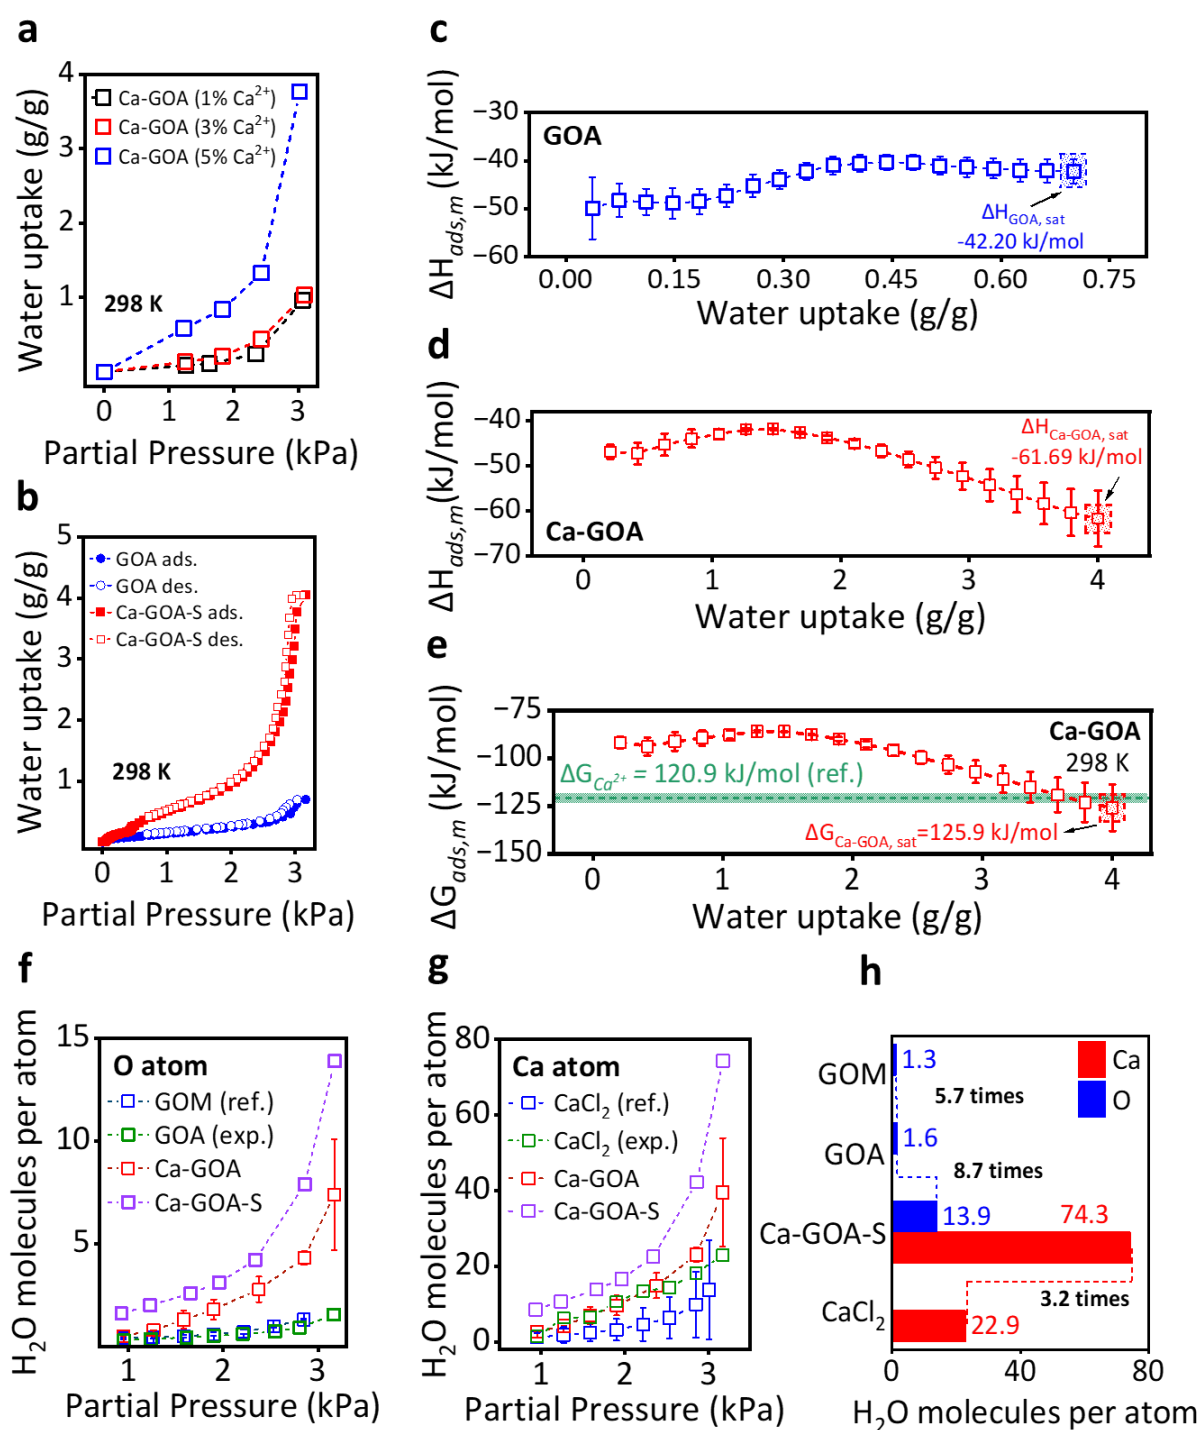 a
Water uptake (g/g)
4
3
2
1
Ca-GOA (1% Ca²⁺)
Ca-GOA (3% Ca²⁺)
Ca-GOA (5% Ca²⁺)
298 K
0 1 2 3
Partial Pressure (kPa)
b
Water uptake (g/g)
5
4
3
2
1
GOA ads.
GOA des.
Ca-GOA-S ads.
Ca-GOA-S des.
298 K
0 1 2 3
Partial Pressure (kPa)
c
ΔH_ads,m (kJ/mol)
−30
−40
−50
−60
GOA
ΔH_GOA, sat
-42.20 kJ/mol
0.00 0.15 0.30 0.45 0.60 0.75
Water uptake (g/g)
d
ΔH_ads,m (kJ/mol)
−40
−50
−60
−70
Ca-GOA
ΔH_Ca-GOA, sat
-61.69 kJ/mol
0 1 2 3 4
Water uptake (g/g)
e
ΔG_ads,m (kJ/mol)
−75
−100
−125
−150
Ca-GOA
298 K
ΔG_Ca²⁺ = 120.9 kJ/mol (ref.)
ΔG_Ca-GOA, sat=125.9 kJ/mol
0 1 2 3 4
Water uptake (g/g)
f
H₂O molecules per atom
15
10
5
O atom
GOM (ref.)
GOA (exp.)
Ca-GOA
Ca-GOA-S
1 2 3
Partial Pressure (kPa)
g
H₂O molecules per atom
80
60
40
20
0
Ca atom
CaCl₂ (ref.)
CaCl₂ (exp.)
Ca-GOA
Ca-GOA-S
1 2 3
Partial Pressure (kPa)
h
Ca
O
GOM
1.3
5.7 times
GOA
1.6
8.7 times
Ca-GOA-S
13.9
74.3
3.2 times
CaCl₂
22.9
0 40 80
H₂O molecules per atom